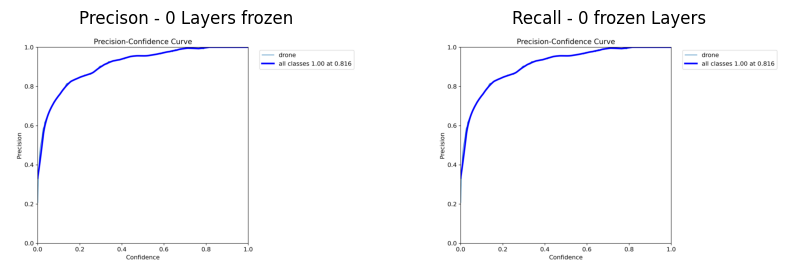 Precison - 0 Layers frozen
Precision-Confidence Curve
1.0
0.8
0.6
0.4
0.2
0.0
Precision
0.0 0.2 0.4 0.6 0.8 1.0
Confidence
drone
all classes 1.00 at 0.816
Recall - 0 frozen Layers
Precision-Confidence Curve
1.0
0.8
0.6
0.4
0.2
0.0
Precision
0.0 0.2 0.4 0.6 0.8 1.0
Confidence
drone
all classes 1.00 at 0.816